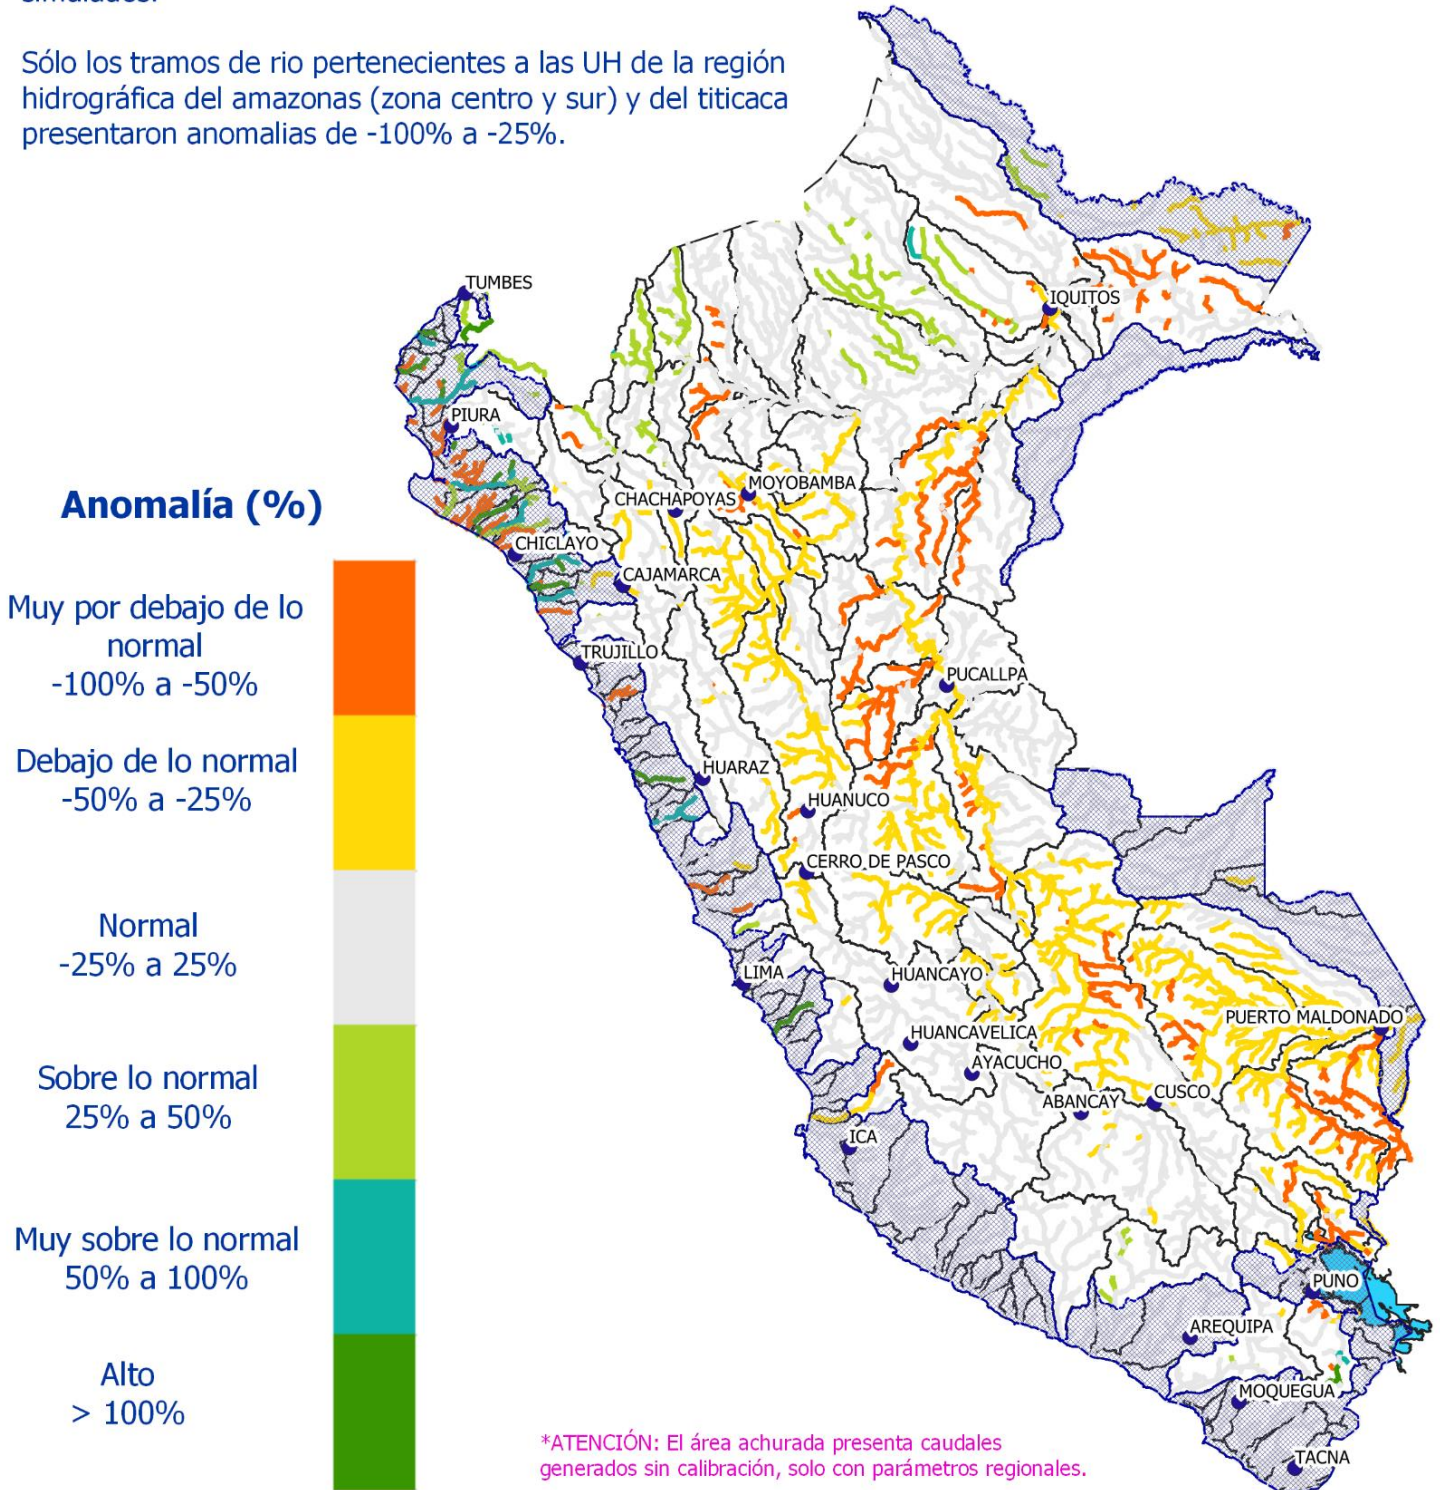 simulados.
Sólo los tramos de rio pertenecientes a las UH de la región
hidrográfica del amazonas (zona centro y sur) y del titicaca
presentaron anomalias de -100% a -25%.
TUMBES
IQUITOS
PIURA
Anomalía (%)
MOYOBAMBA
CHACHAPOYAS
CHICLAYO
CAJAMARCA
Muy por debajo de lo
normal
-100% a -50%
TRUJILLO
PUCALLPA
Debajo de lo normal
-50% a -25%
HUARAZ
HUANUCO
CERRO DE PASCO
Normal
-25% a 25%
LIMA
HUANCAYO
PUERTO MALDONADO
HUANCAVELICA
AYACUCHO
Sobre lo normal
25% a 50%
ABANCAY
CUSCO
ICA
Muy sobre lo normal
50% a 100%
PUNO
AREQUIPA
Alto
> 100%
MOQUEGUA
*ATENCIÓN: El área achurada presenta caudales
generados sin calibración, solo con parámetros regionales.
TACNA